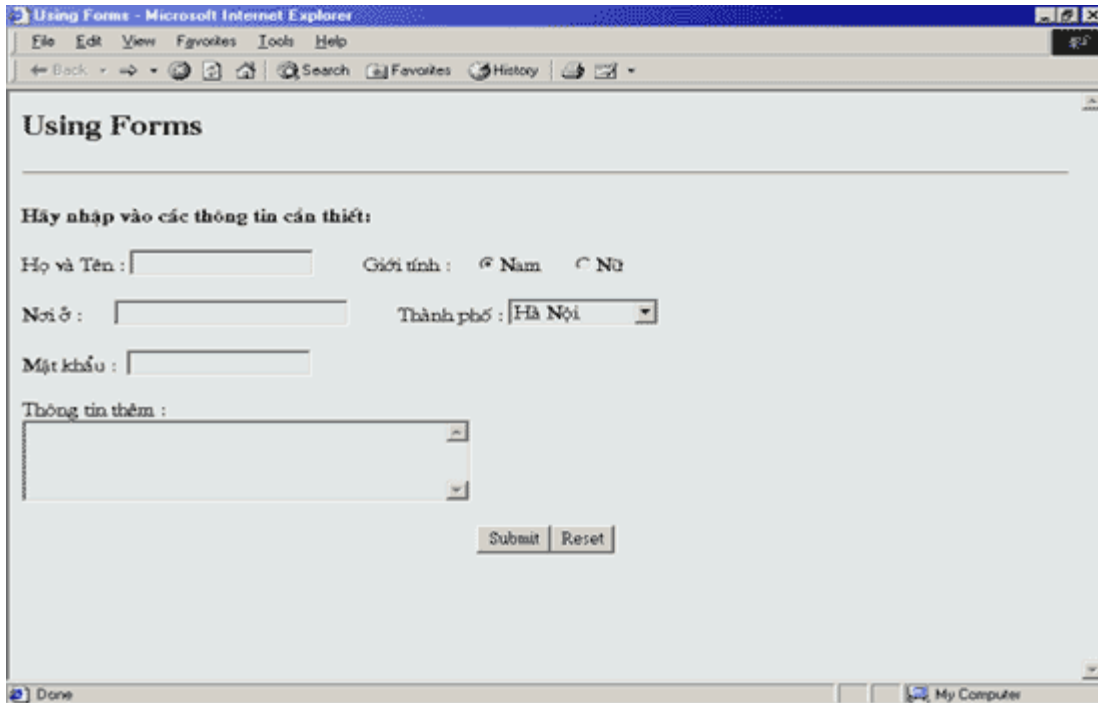 Using Forms - Microsoft Internet Explorer
File Edit View Favorites Tools Help
Back Search Favorites History
Using Forms
Hãy nhập vào các thông tin cần thiết:
Họ và Tên : Giới tính : Nam Nữ
Nơi ở : Thành phố : Hà Nội
Mật khẩu :
Thông tin thêm :
Submit Reset
Done My Computer